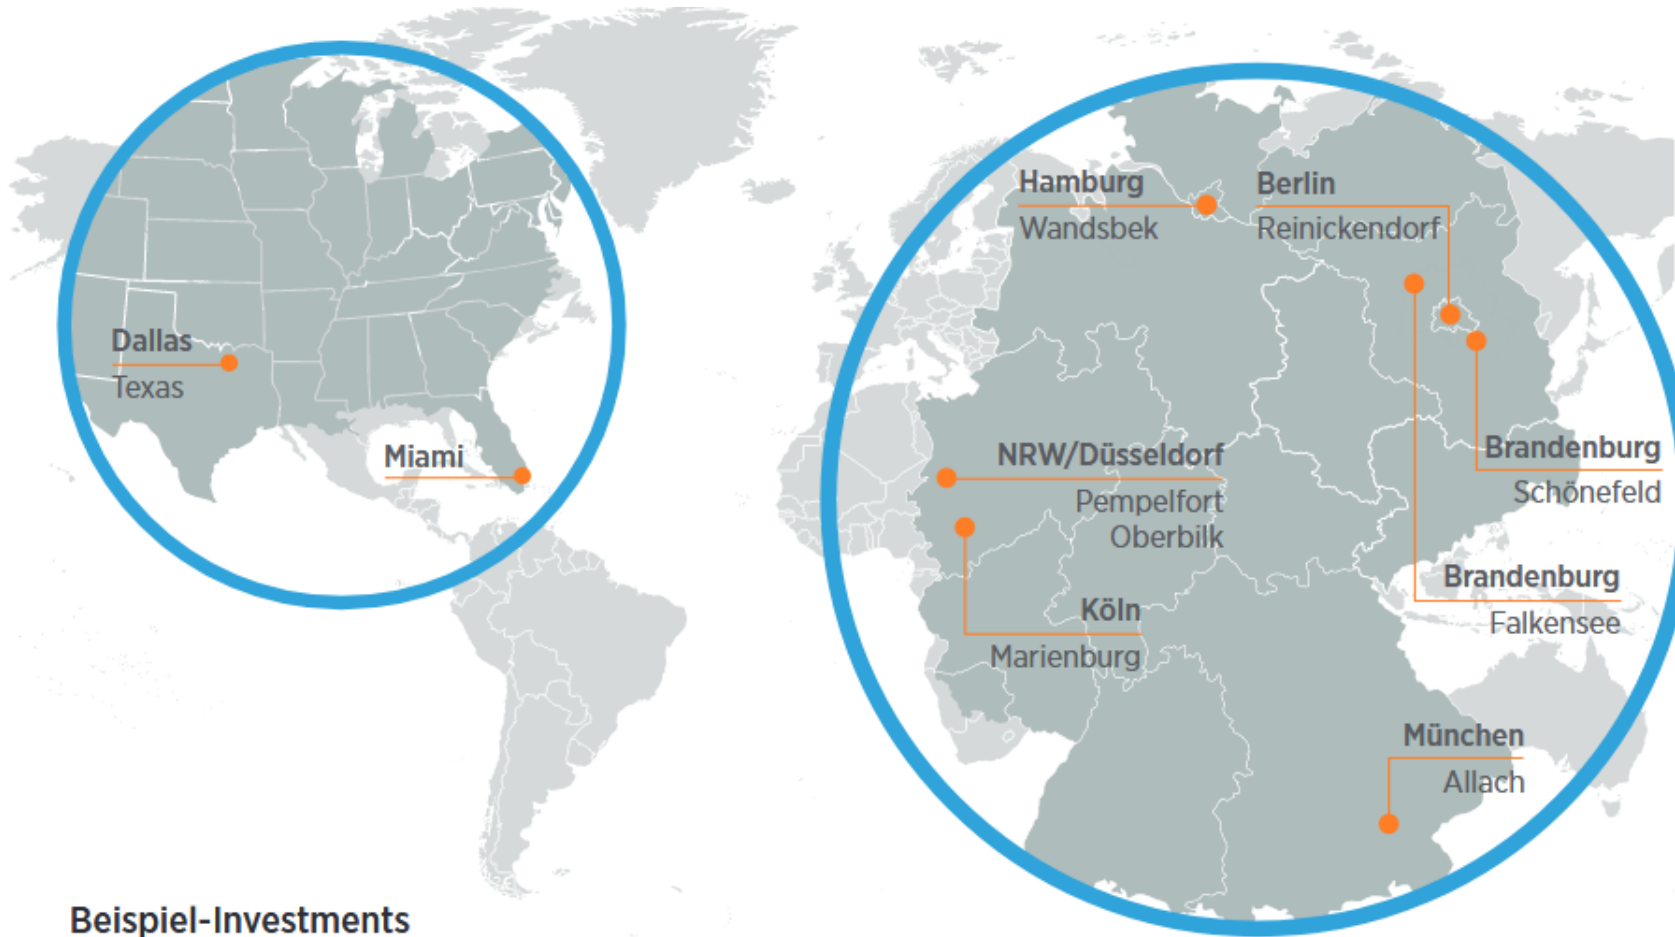 Hamburg
Wandsbek
Berlin
Reinickendorf
Dallas
Texas
Miami
NRW/Düsseldorf
Pempelfort
Oberbilk
Brandenburg
Schönefeld
Brandenburg
Falkensee
Köln
Marienburg
München
Allach
Beispiel-Investments